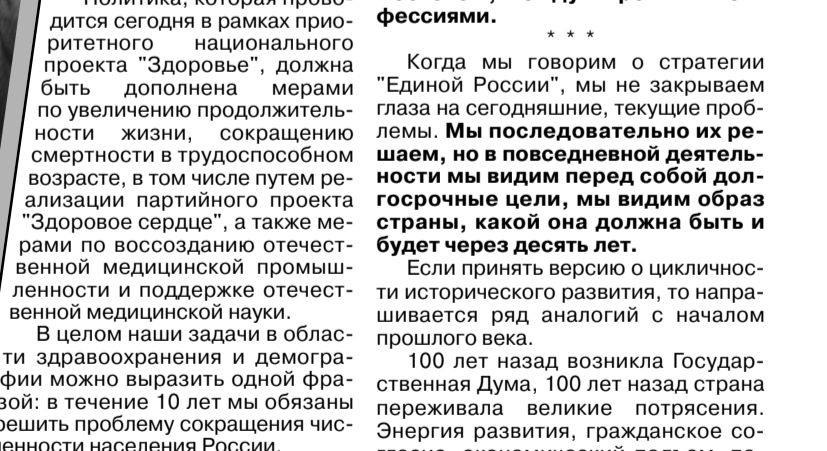 Политика, которая прово-
дится сегодня в рамках прио-
ритетного национального
проекта "Здоровье", должна
быть дополнена мерами
по увеличению продолжитель-
ности жизни, сокращению
смертности в трудоспособном
возрасте, в том числе путем ре-
ализации партийного проекта
"Здоровое сердце", а также ме-
рами по воссозданию отечест-
венной медицинской промыш-
ленности и поддержке отечест-
венной медицинской науки.
В целом наши задачи в облас-
ти здравоохранения и демогра-
фии можно выразить одной фра-
зой: в течение 10 лет мы обязаны
решить проблему сокращения чис-
ленности населения России.
фессиями.
* * *
Когда мы говорим о стратегии
"Единой России", мы не закрываем
глаза на сегодняшние, текущие проб-
лемы. Мы последовательно их ре-
шаем, но в повседневной деятель-
ности мы видим перед собой дол-
госрочные цели, мы видим образ
страны, какой она должна быть и
будет через десять лет.
Если принять версию о цикличнос-
ти исторического развития, то напра-
шивается ряд аналогий с началом
прошлого века.
100 лет назад возникла Государ-
ственная Дума, 100 лет назад страна
переживала великие потрясения.
Энергия развития, гражданское со-